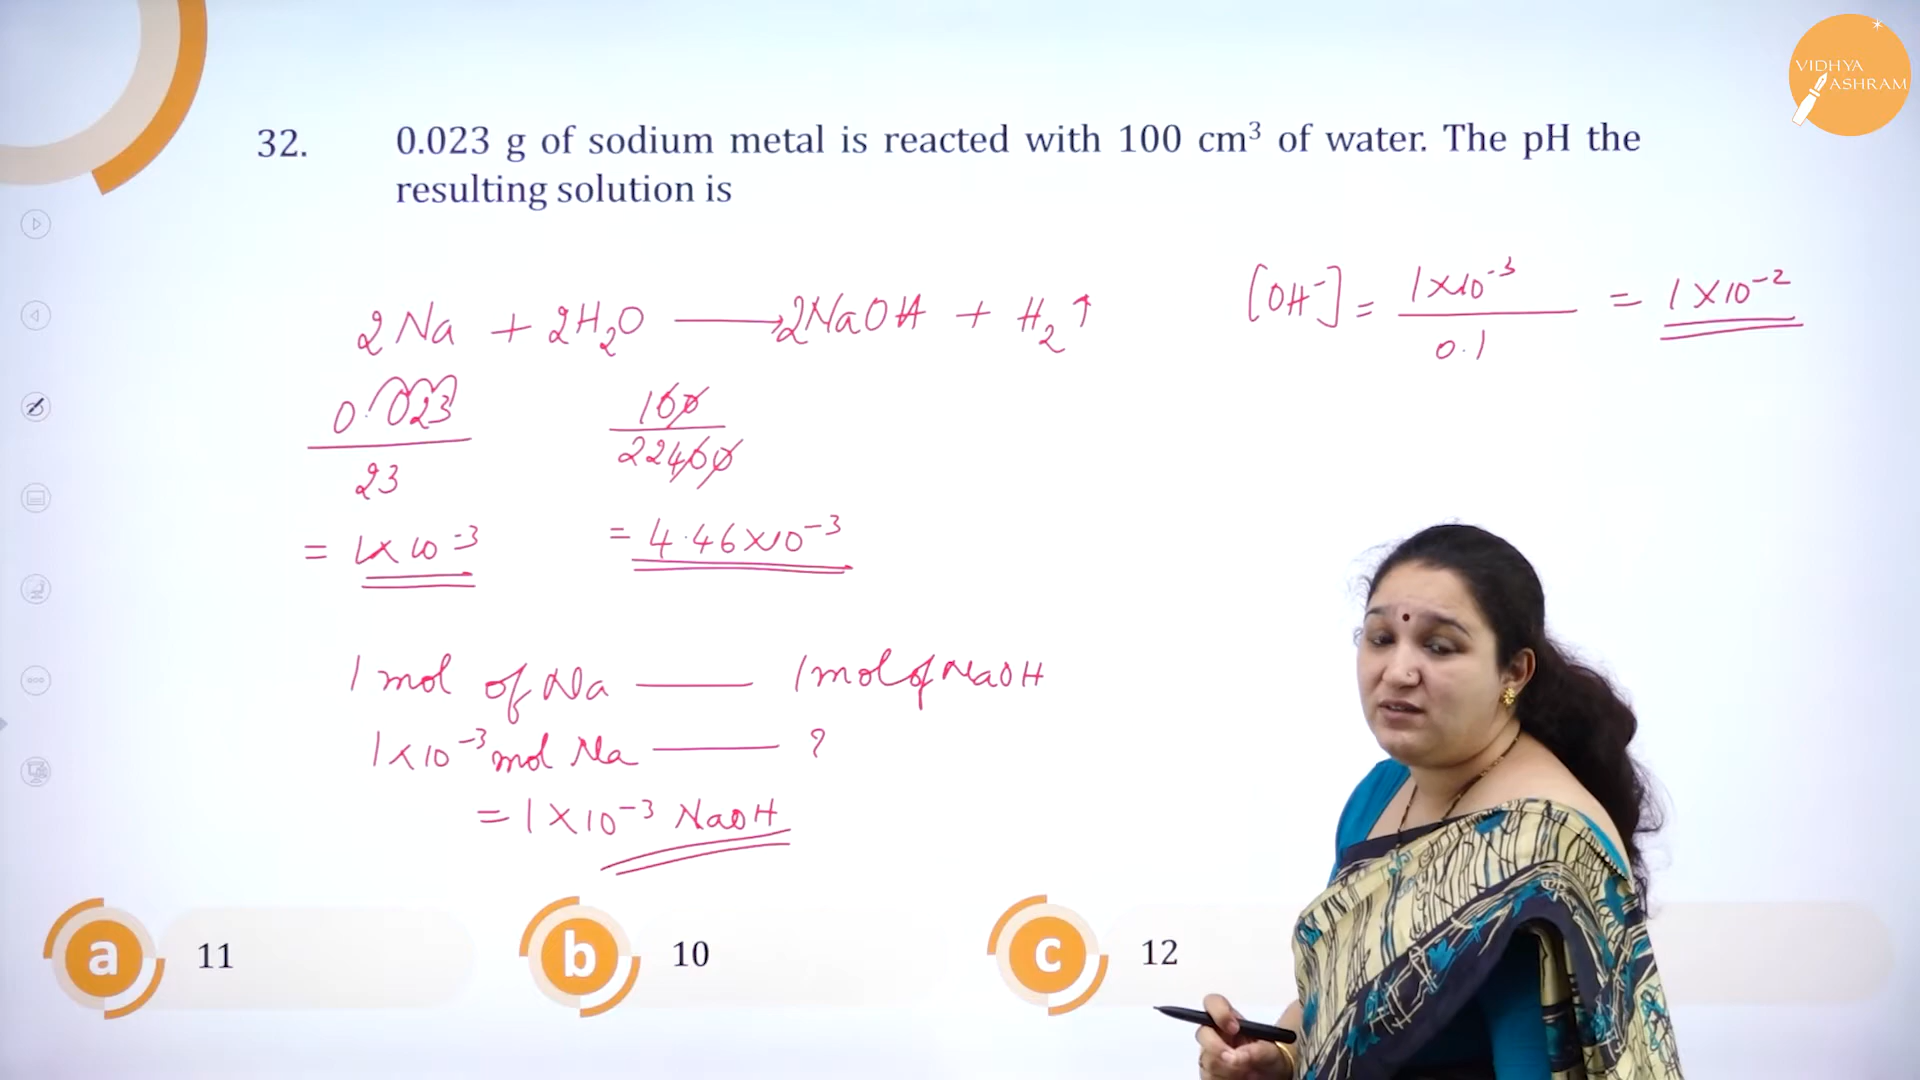 VIDHYA
ASHRAM
32. 0.023 g of sodium metal is reacted with 100 cm³ of water. The pH the
resulting solution is
2Na + 2H₂O ⟶ 2NaOH + H₂↑
[OH⁻] = 1×10⁻³ / 0.1 = 1×10⁻²
0.023 / 23
100 / 22400
= 1×10⁻³
= 4.46×10⁻³
1 mol of Na —— 1 mol of NaOH
1×10⁻³ mol Na —— ?
= 1×10⁻³ NaOH
a 11
b 10
c 12